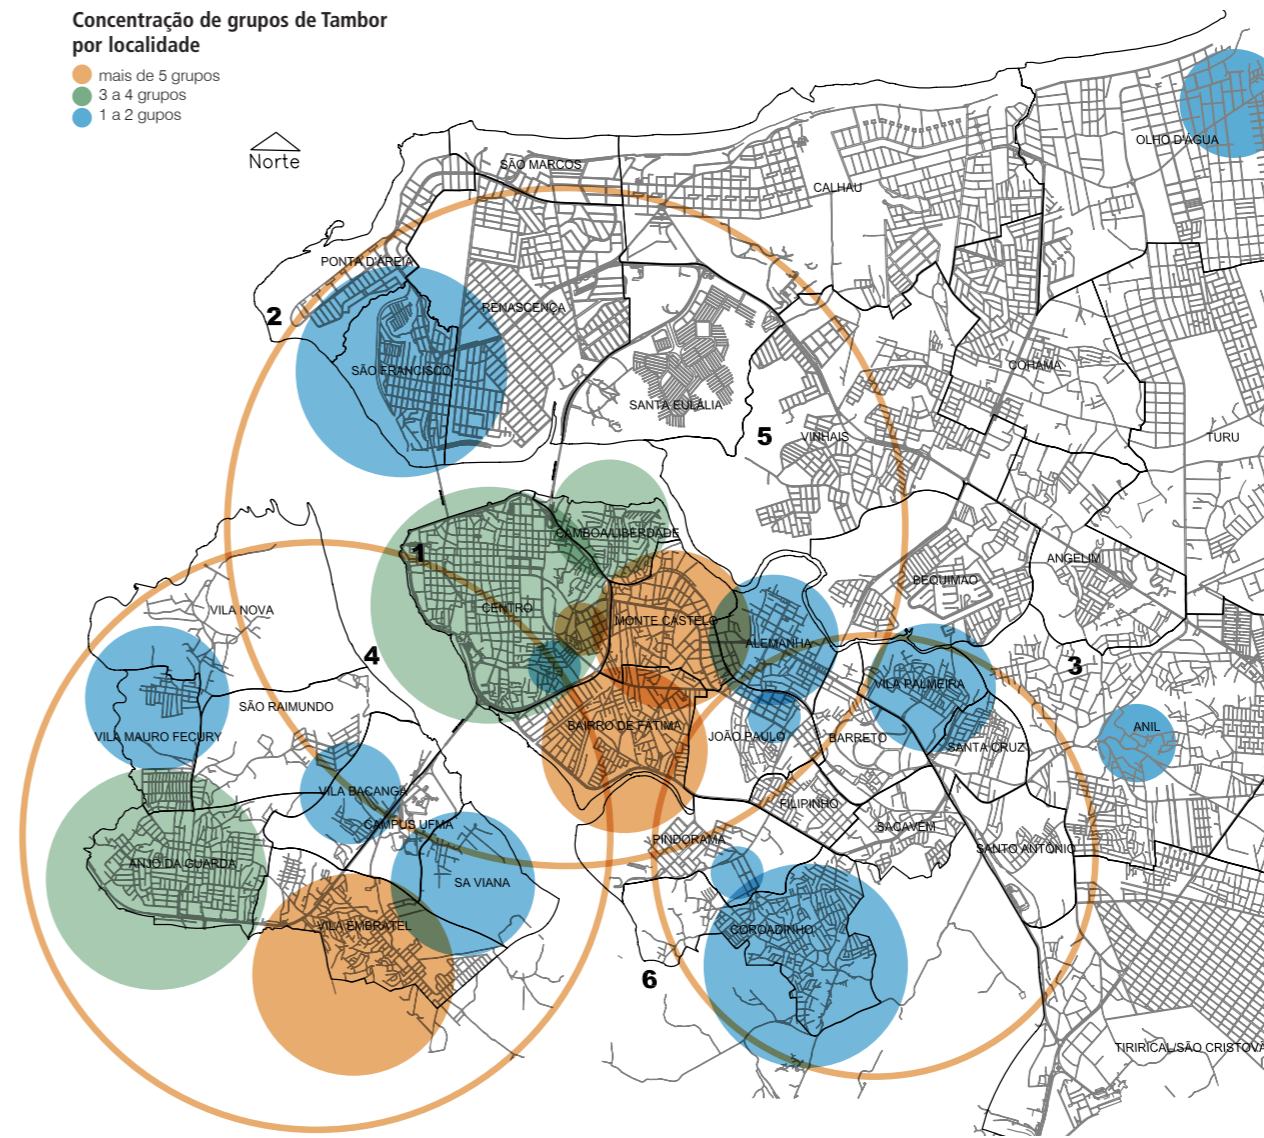 Concentração de grupos de Tambor
por localidade
mais de 5 grupos
3 a 4 grupos
1 a 2 gupos
Norte
SÃO MARCOS
CALHAU
OLHO D'ÁGUA
PONTA D'AREIA
2
RENASCENÇA
SÃO FRANCISCO
COHAMA
SANTA EULÁLIA
5
VINHAIS
TURU
CAMBOA/LIBERDADE
1
ANGELIM
BEQUIMÃO
VILA NOVA
CENTRO
MONTE CASTELO
ALEMANHA
4
3
VILA PALMEIRA
SÃO RAIMUNDO
BAIRRO DE FÁTIMA
ANIL
VILA MAURO FECURY
JOÃO PAULO
BARRETO
SANTA CRUZ
VILA BACANGA
FILIPINHO
CAMPUS UFMA
SACAVÉM
PINDORAMA
SANTO ANTÔNIO
ANJO DA GUARDA
SA VIANA
VILA EMBRATEL
COROADINHO
6
TIRIRICAL/SÃO CRISTOVÃ